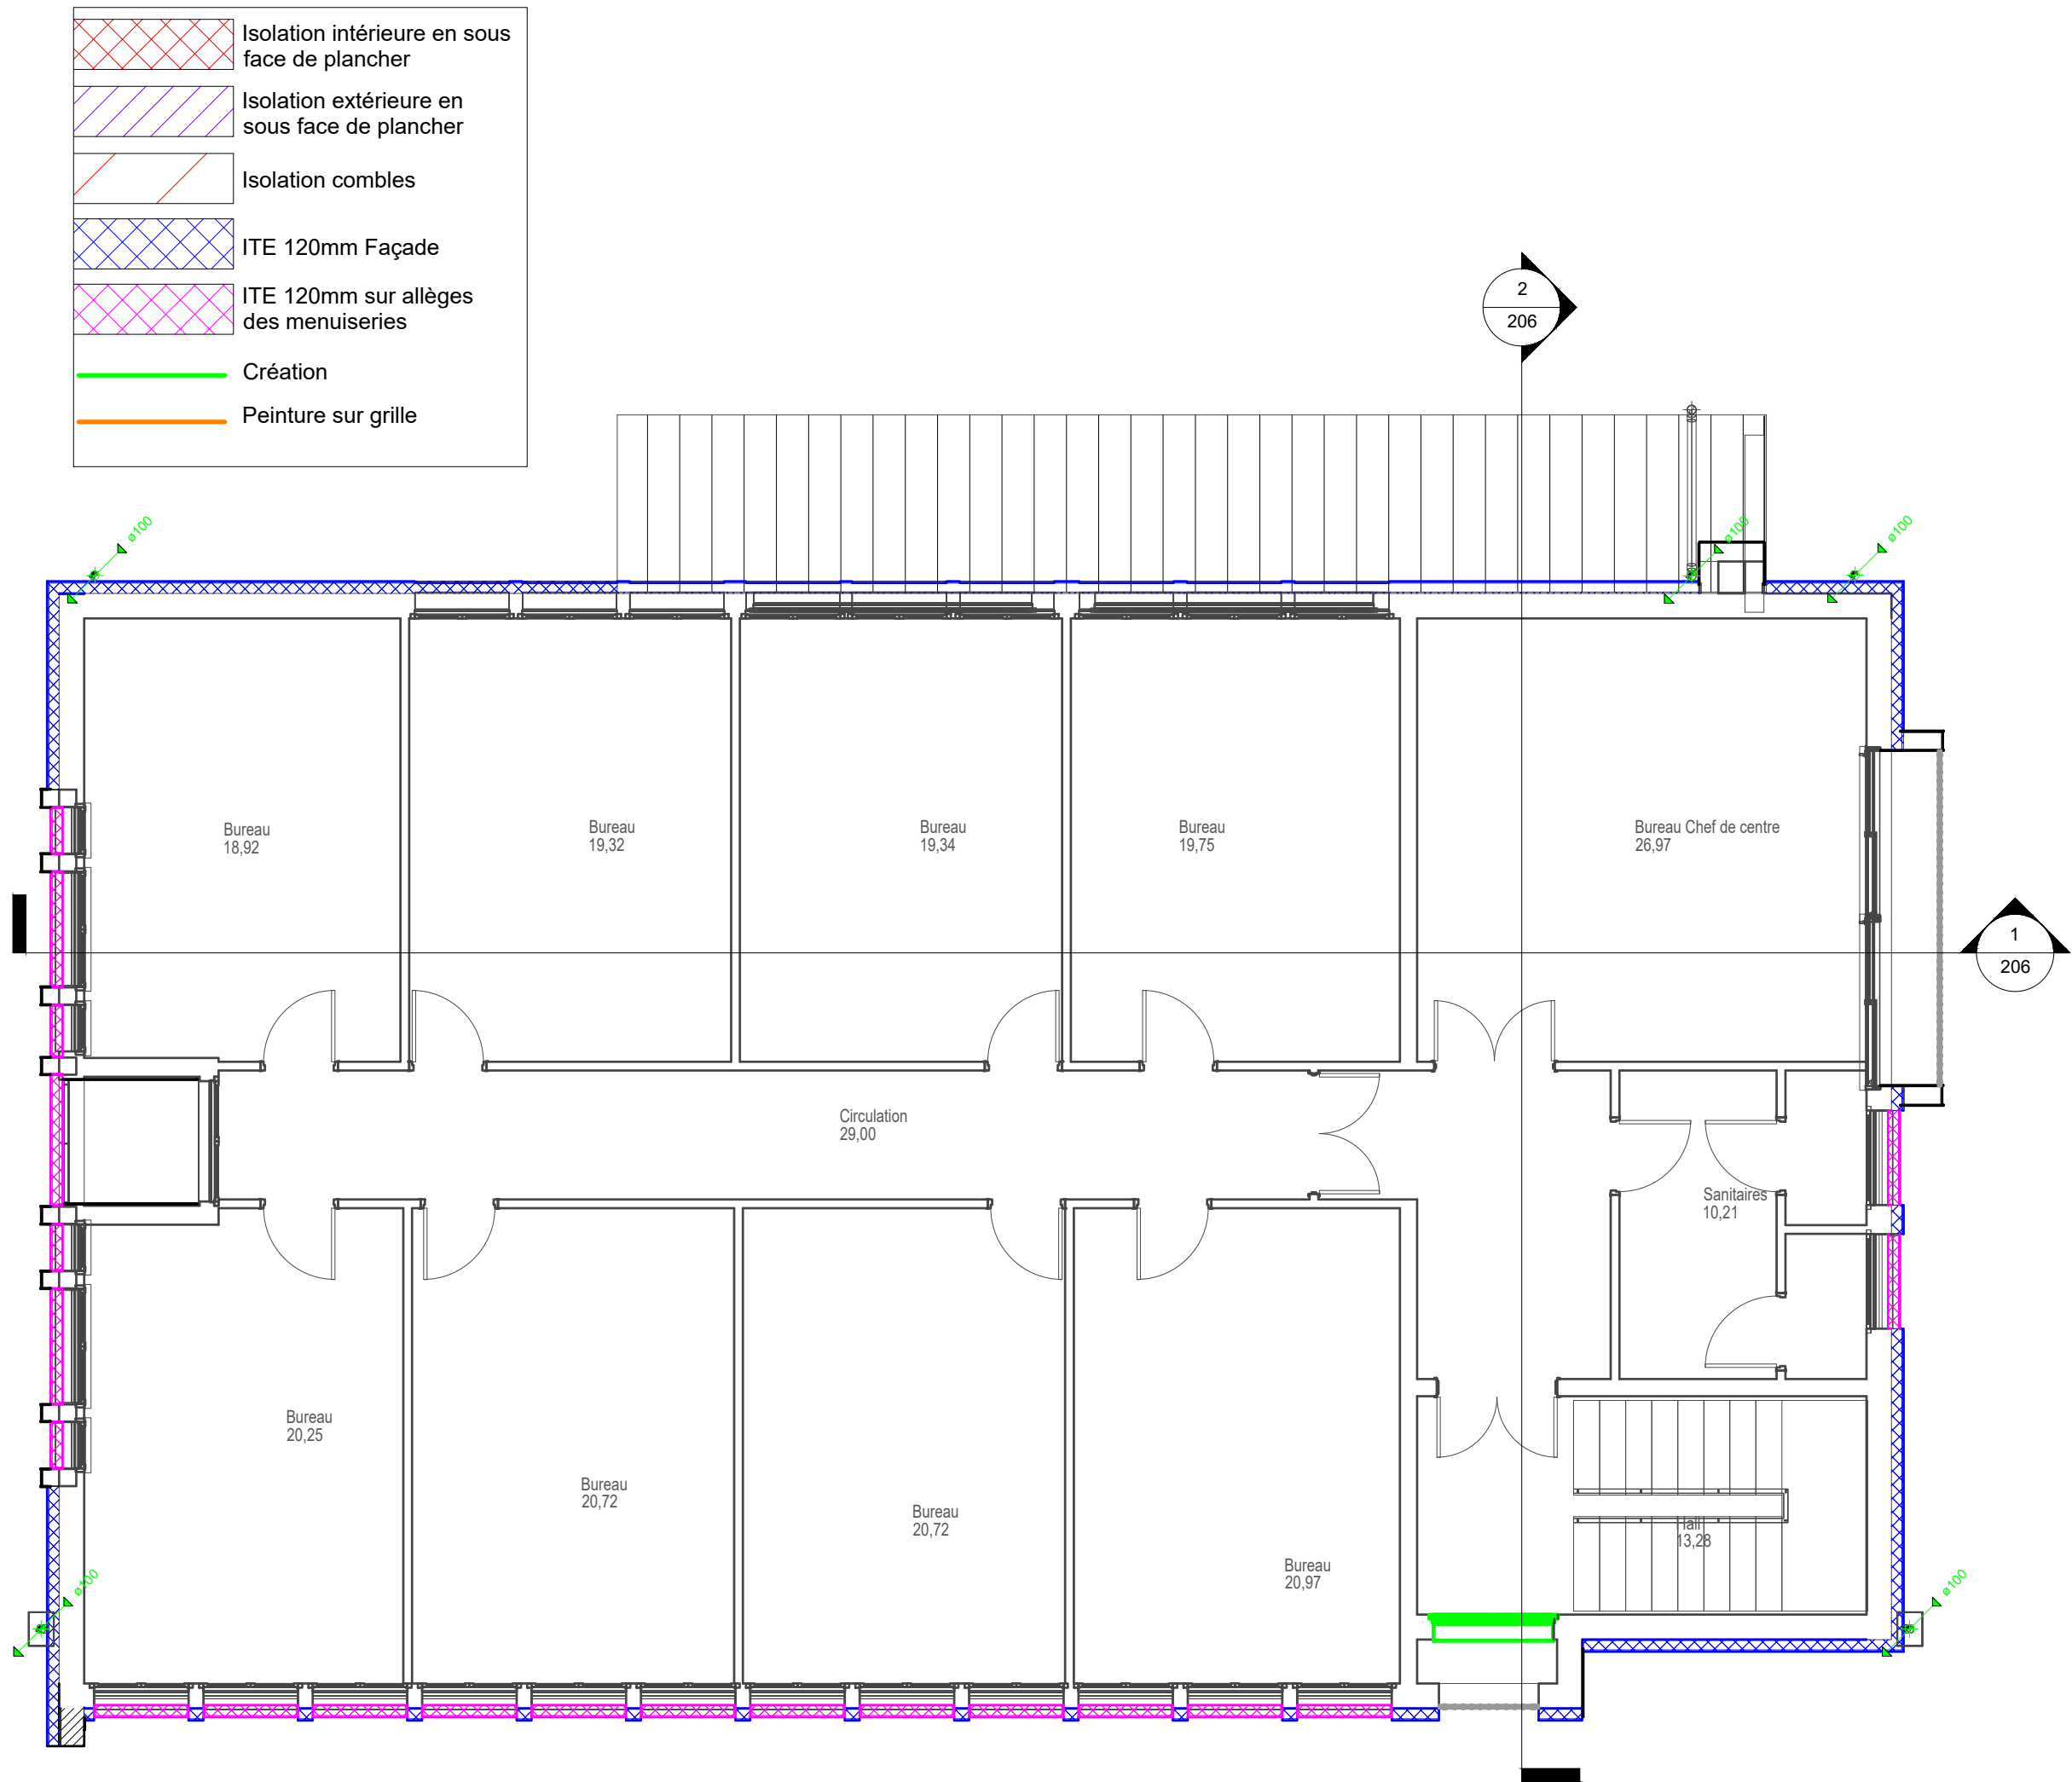 Isolation intérieure en sous
face de plancher
Isolation extérieure en
sous face de plancher
Isolation combles
ITE 120mm Façade
ITE 120mm sur allèges
des menuiseries
Création
Peinture sur grille
2
206
ø100
ø100
ø100
Bureau
18,92
Bureau
19,32
Bureau
19,34
Bureau
19,75
Bureau Chef de centre
26,97
1
206
Circulation
29,00
Sanitaires
10,21
Bureau
20,25
Bureau
20,72
Bureau
20,72
Bureau
20,97
Hall
13,28
ø100
ø100